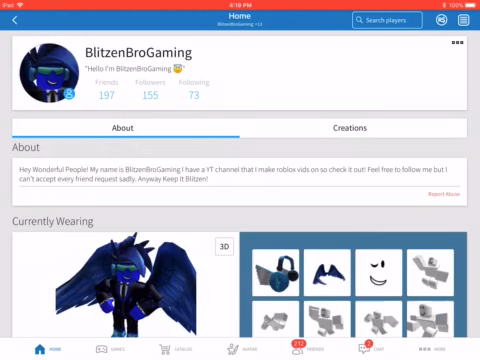 iPad
4:19 PM
100%
Home
BlitzenBroGaming <13
Search players
R$
BlitzenBroGaming
"Hello I'm BlitzenBroGaming 😇"
Friends Followers Following
197 155 73
About Creations
About
Hey Wonderful People! My name is BlitzenBroGaming I have a YT channel that I make roblox vids on so check it out! Feel free to follow me but I
can't accept every friend request sadly. Anyway Keep It Blitzen!
Report Abuse
Currently Wearing
3D
212
2
HOME GAMES CATALOG AVATAR FRIENDS CHAT MORE